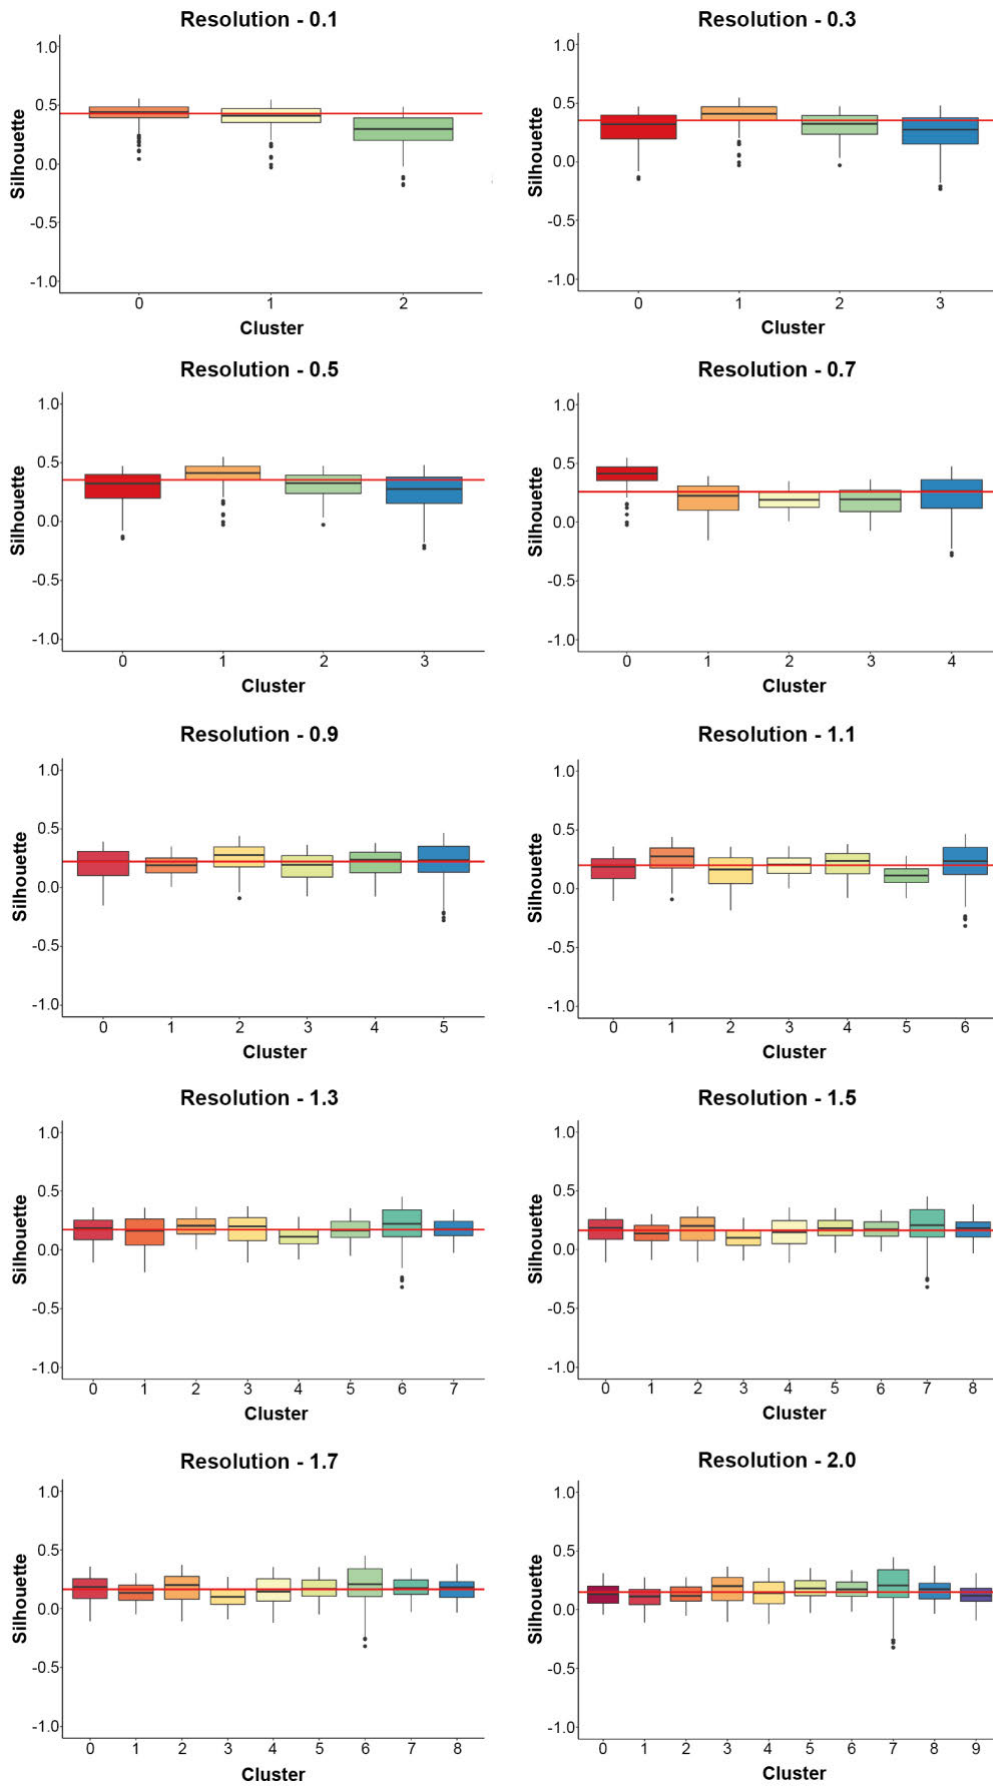 Resolution - 0.1
1.0
0.5
0.0
-0.5
-1.0
Silhouette
0 1 2
Cluster
Resolution - 0.3
1.0
0.5
0.0
-0.5
-1.0
Silhouette
0 1 2 3
Cluster
Resolution - 0.5
1.0
0.5
0.0
-0.5
-1.0
Silhouette
0 1 2 3
Cluster
Resolution - 0.7
1.0
0.5
0.0
-0.5
-1.0
Silhouette
0 1 2 3 4
Cluster
Resolution - 0.9
1.0
0.5
0.0
-0.5
-1.0
Silhouette
0 1 2 3 4 5
Cluster
Resolution - 1.1
1.0
0.5
0.0
-0.5
-1.0
Silhouette
0 1 2 3 4 5 6
Cluster
Resolution - 1.3
1.0
0.5
0.0
-0.5
-1.0
Silhouette
0 1 2 3 4 5 6 7
Cluster
Resolution - 1.5
1.0
0.5
0.0
-0.5
-1.0
Silhouette
0 1 2 3 4 5 6 7 8
Cluster
Resolution - 1.7
1.0
0.5
0.0
-0.5
-1.0
Silhouette
0 1 2 3 4 5 6 7 8
Cluster
Resolution - 2.0
1.0
0.5
0.0
-0.5
-1.0
Silhouette
0 1 2 3 4 5 6 7 8 9
Cluster